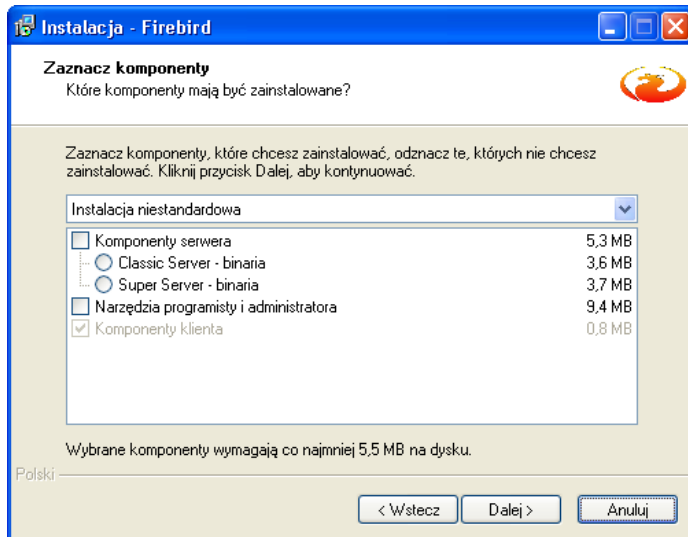 Instalacja - Firebird
Zaznacz komponenty
Które komponenty mają być zainstalowane?
Zaznacz komponenty, które chcesz zainstalować, odznacz te, których nie chcesz
zainstalować. Kliknij przycisk Dalej, aby kontynuować.
Instalacja niestandardowa
Komponenty serwera 5,3 MB
Classic Server - binaria 3,6 MB
Super Server - binaria 3,7 MB
Narzędzia programisty i administratora 9,4 MB
Komponenty klienta 0,8 MB
Wybrane komponenty wymagają co najmniej 5,5 MB na dysku.
Polski
< Wstecz Dalej > Anuluj